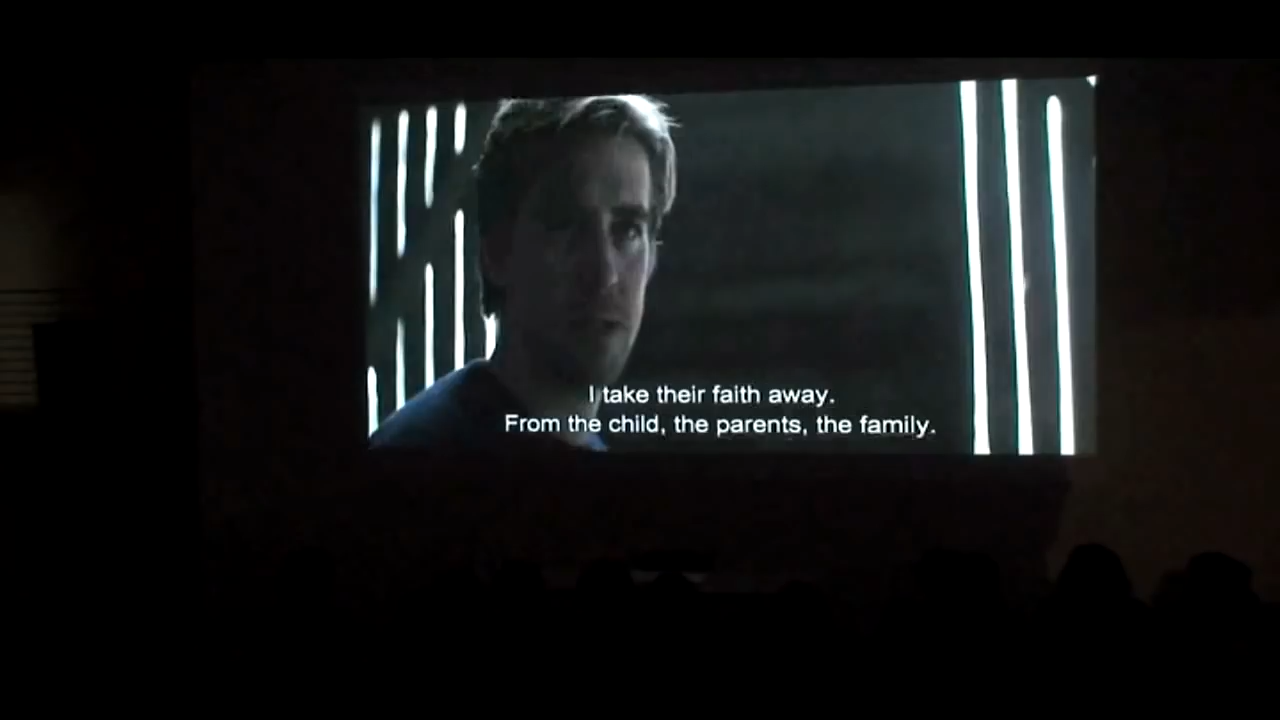 I take their faith away.
From the child, the parents, the family.